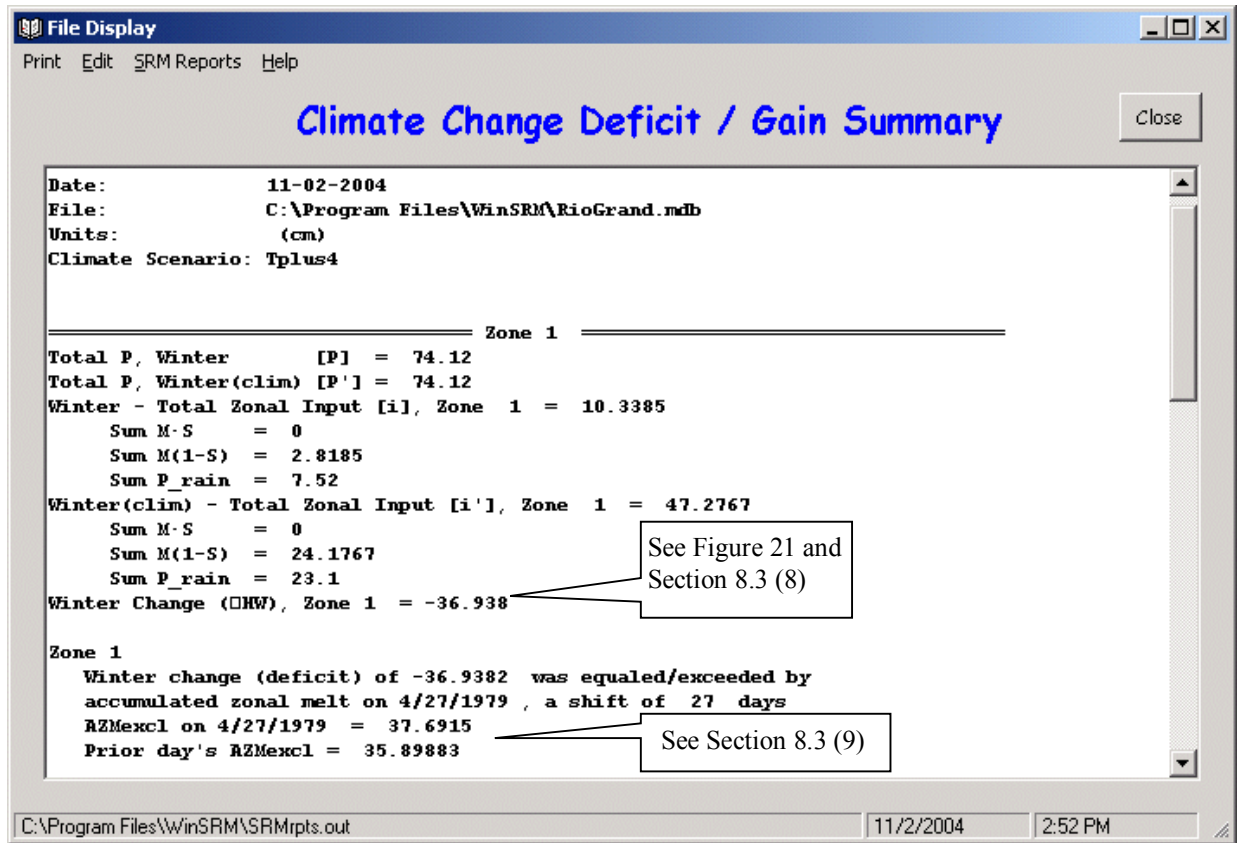 File Display
Print Edit SRM Reports Help
Climate Change Deficit / Gain Summary
Close
Date: 11-02-2004
File: C:\Program Files\WinSRM\RioGrand.mdb
Units: (cm)
Climate Scenario: Tplus4
Zone 1
Total P, Winter [P] = 74.12
Total P, Winter(clim) [P'] = 74.12
Winter - Total Zonal Input [i], Zone 1 = 10.3385
Sum M·S = 0
Sum M(1-S) = 2.8185
Sum P_rain = 7.52
Winter(clim) - Total Zonal Input [i'], Zone 1 = 47.2767
Sum M·S = 0
Sum M(1-S) = 24.1767
Sum P_rain = 23.1
Winter Change (□HW), Zone 1 = -36.938
See Figure 21 and
Section 8.3 (8)
Zone 1
Winter change (deficit) of -36.9382 was equaled/exceeded by
accumulated zonal melt on 4/27/1979 , a shift of 27 days
AZMexcl on 4/27/1979 = 37.6915
Prior day's AZMexcl = 35.89883
See Section 8.3 (9)
C:\Program Files\WinSRM\SRMrpts.out 11/2/2004 2:52 PM